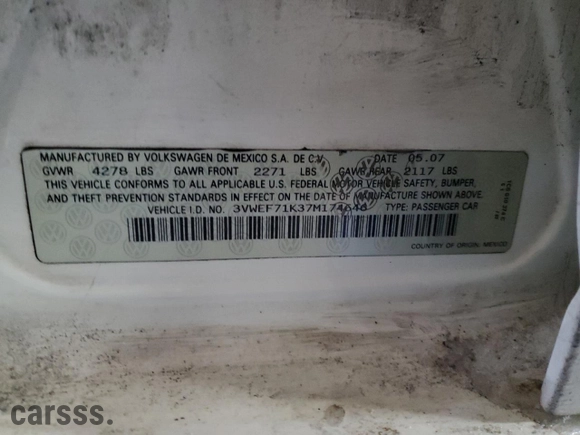 MANUFACTURED BY VOLKSWAGEN DE MEXICO S.A. DE C.V. DATE 05.07
GVWR 4278 LBS GAWR FRONT 2271 LBS GAWR REAR 2117 LBS
THIS VEHICLE CONFORMS TO ALL APPLICABLE U.S. FEDERAL MOTOR VEHICLE SAFETY, BUMPER,
AND THEFT PREVENTION STANDARDS IN EFFECT ON THE DATE OF MANUFACTURE SHOWN ABOVE.
VEHICLE I.D. NO. TYPE: PASSENGER CAR
COUNTRY OF ORIGIN: MEXICO
carsss.